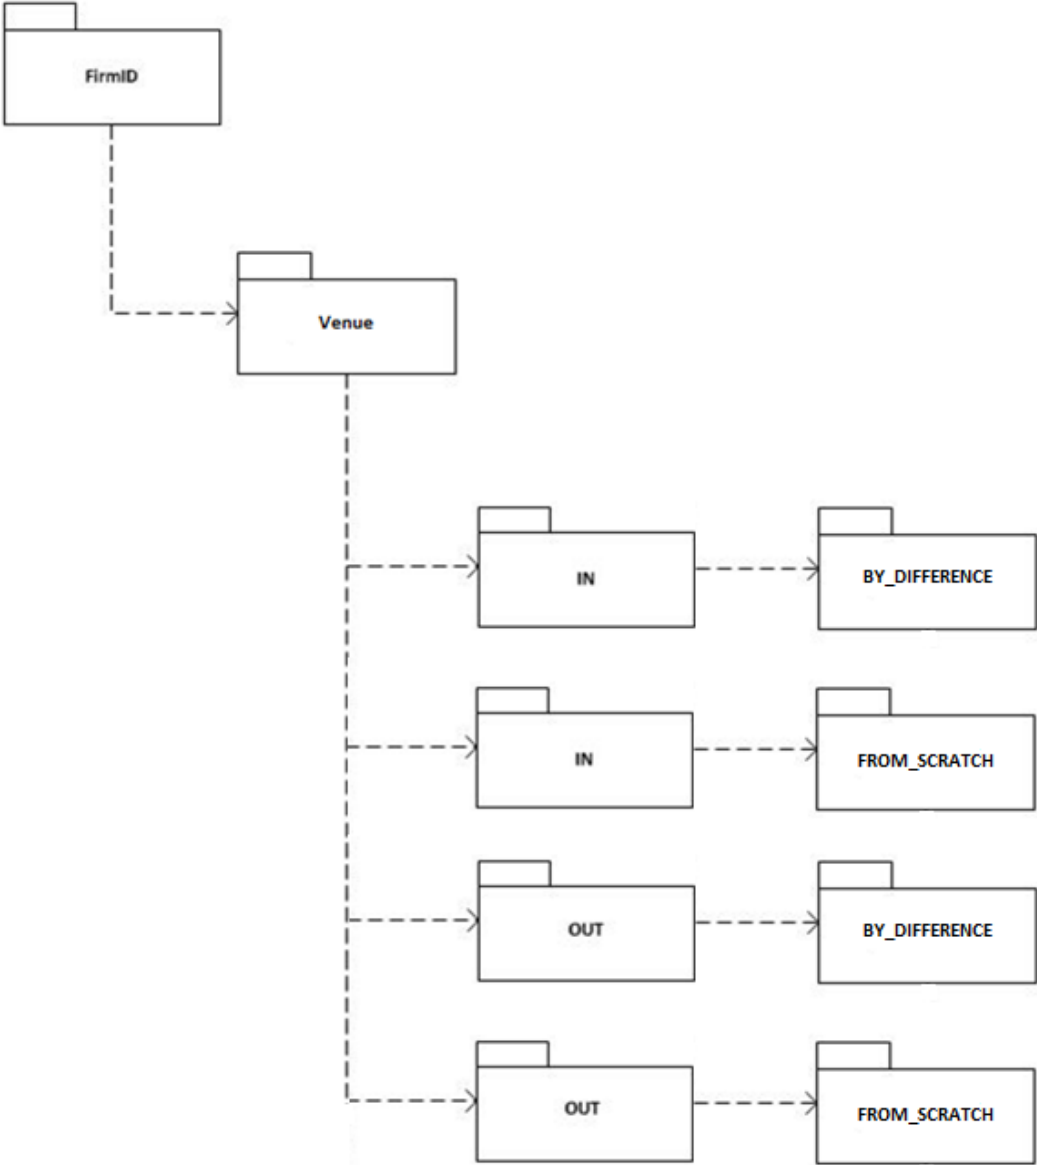 FirmID
Venue
IN
BY_DIFFERENCE
IN
FROM_SCRATCH
OUT
BY_DIFFERENCE
OUT
FROM_SCRATCH